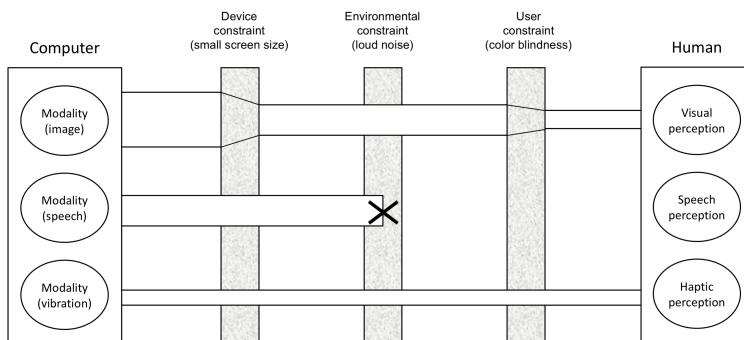 Device
constraint
(small screen size)
Environmental
constraint
(loud noise)
User
constraint
(color blindness)
Computer
Human
Modality
(image)
Visual
perception
Modality
(speech)
Speech
perception
Modality
(vibration)
Haptic
perception